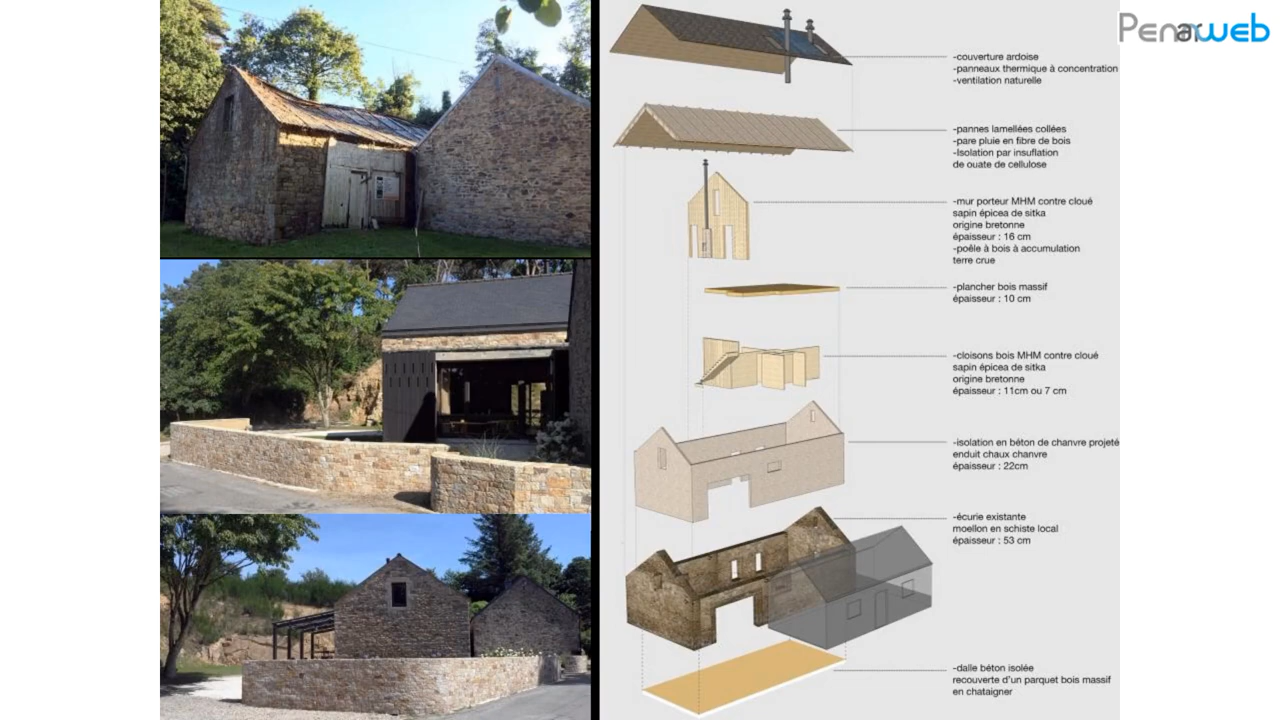 Penarweb
-couverture ardoise
-panneaux thermique à concentration
-ventilation naturelle
-pannes lamellées collées
-pare pluie en fibre de bois
-Isolation par insuflation
de ouate de cellulose
-mur porteur MHM contre cloué
sapin épicea de sitka
origine bretonne
épaisseur : 16 cm
-poêle à bois à accumulation
terre crue
-plancher bois massif
épaisseur : 10 cm
-cloisons bois MHM contre cloué
sapin épicea de sitka
origine bretonne
épaisseur : 11cm ou 7 cm
-isolation en béton de chanvre projeté
enduit chaux chanvre
épaisseur : 22cm
-écurie existante
moellon en schiste local
épaisseur : 53 cm
-dalle béton isolée
recouverte d'un parquet bois massif
en chataigner